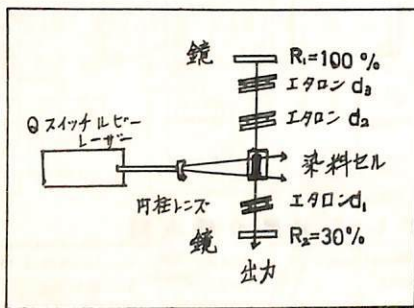 鏡
R₁=100%
エタロン d₃
エタロン d₂
Qスイッチルビー
レーザー
染料セル
円柱レンズ
エタロンd₁
鏡
R₂=30%
出力